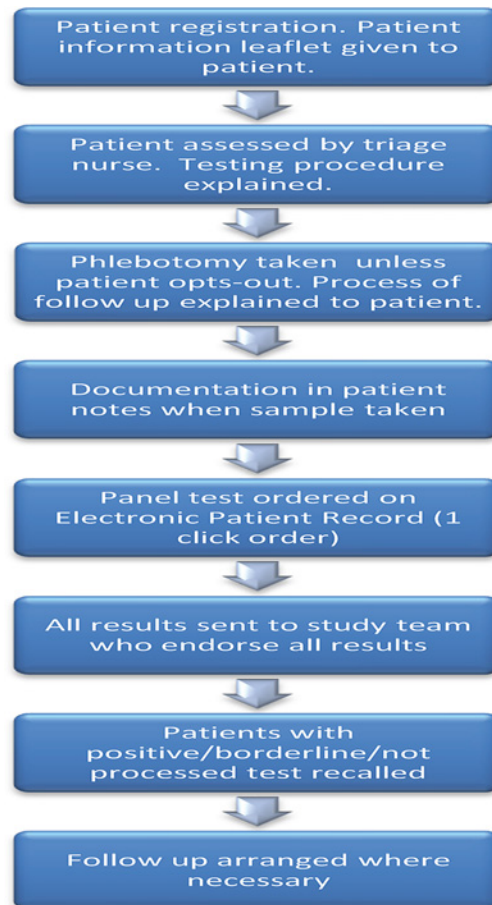 Patient registration. Patient
information leaflet given to
patient.
Patient assessed by triage
nurse. Testing procedure
explained.
Phlebotomy taken unless
patient opts-out. Process of
follow up explained to patient.
Documentation in patient
notes when sample taken
Panel test ordered on
Electronic Patient Record (1
click order)
All results sent to study team
who endorse all results
Patients with
positive/borderline/not
processed test recalled
Follow up arranged where
necessary